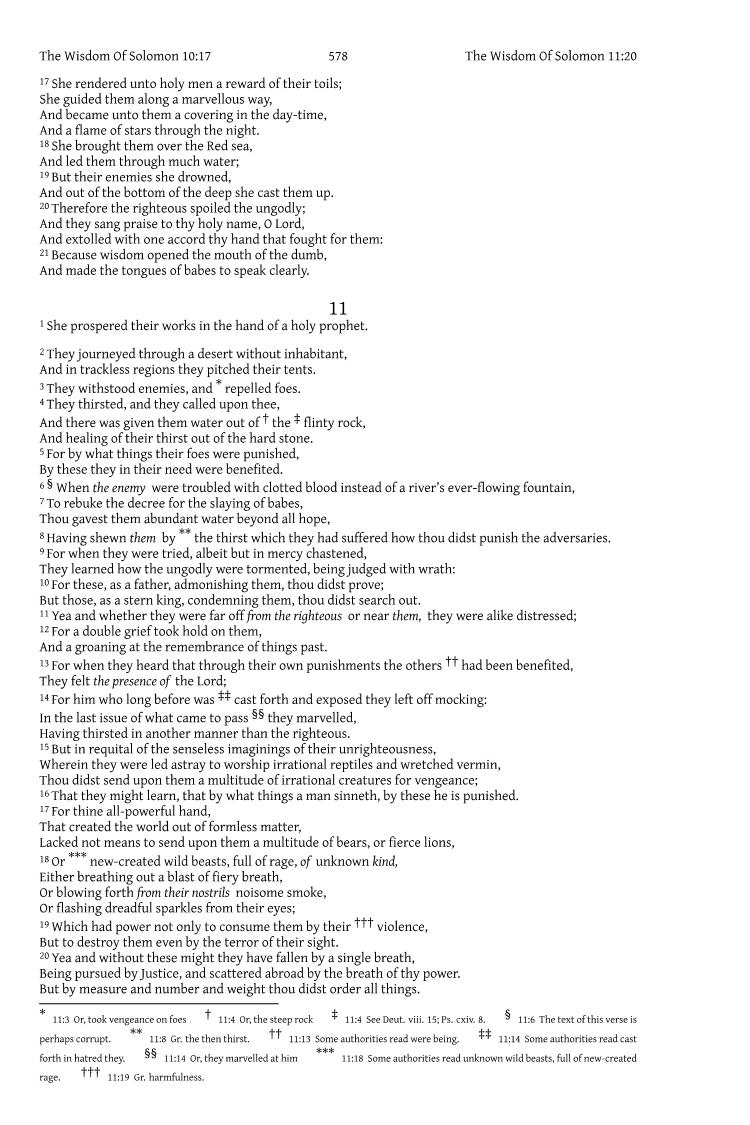 The Wisdom Of Solomon 10:17 578 The Wisdom Of Solomon 11:20
17 She rendered unto holy men a reward of their toils;
She guided them along a marvellous way,
And became unto them a covering in the day-time,
And a flame of stars through the night.
18 She brought them over the Red sea,
And led them through much water;
19 But their enemies she drowned,
And out of the bottom of the deep she cast them up.
20 Therefore the righteous spoiled the ungodly;
And they sang praise to thy holy name, O Lord,
And extolled with one accord thy hand that fought for them:
21 Because wisdom opened the mouth of the dumb,
And made the tongues of babes to speak clearly.
11
1 She prospered their works in the hand of a holy prophet.
2 They journeyed through a desert without inhabitant,
And in trackless regions they pitched their tents.
3 They withstood enemies, and * repelled foes.
4 They thirsted, and they called upon thee,
And there was given them water out of † the ‡ flinty rock,
And healing of their thirst out of the hard stone.
5 For by what things their foes were punished,
By these they in their need were benefited.
6 § When the enemy were troubled with clotted blood instead of a river's ever-flowing fountain,
7 To rebuke the decree for the slaying of babes,
Thou gavest them abundant water beyond all hope,
8 Having shewn them by ** the thirst which they had suffered how thou didst punish the adversaries.
9 For when they were tried, albeit but in mercy chastened,
They learned how the ungodly were tormented, being judged with wrath:
10 For these, as a father, admonishing them, thou didst prove;
But those, as a stern king, condemning them, thou didst search out.
11 Yea and whether they were far off from the righteous or near them, they were alike distressed;
12 For a double grief took hold on them,
And a groaning at the remembrance of things past.
13 For when they heard that through their own punishments the others †† had been benefited,
They felt the presence of the Lord;
14 For him who long before was ‡‡ cast forth and exposed they left off mocking:
In the last issue of what came to pass §§ they marvelled,
Having thirsted in another manner than the righteous.
15 But in requital of the senseless imaginings of their unrighteousness,
Wherein they were led astray to worship irrational reptiles and wretched vermin,
Thou didst send upon them a multitude of irrational creatures for vengeance;
16 That they might learn, that by what things a man sinneth, by these he is punished.
17 For thine all-powerful hand,
That created the world out of formless matter,
Lacked not means to send upon them a multitude of bears, or fierce lions,
18 Or *** new-created wild beasts, full of rage, of unknown kind,
Either breathing out a blast of fiery breath,
Or blowing forth from their nostrils noisome smoke,
Or flashing dreadful sparkles from their eyes;
19 Which had power not only to consume them by their ††† violence,
But to destroy them even by the terror of their sight.
20 Yea and without these might they have fallen by a single breath,
Being pursued by Justice, and scattered abroad by the breath of thy power.
But by measure and number and weight thou didst order all things.
* 11:3 Or, took vengeance on foes † 11:4 Or, the steep rock ‡ 11:4 See Deut. viii. 15; Ps. cxiv. 8. § 11:6 The text of this verse is
perhaps corrupt. ** 11:8 Gr. the then thirst. †† 11:13 Some authorities read were being. ‡‡ 11:14 Some authorities read cast
forth in hatred they. §§ 11:14 Or, they marvelled at him *** 11:18 Some authorities read unknown wild beasts, full of new-created
rage. ††† 11:19 Gr. harmfulness.